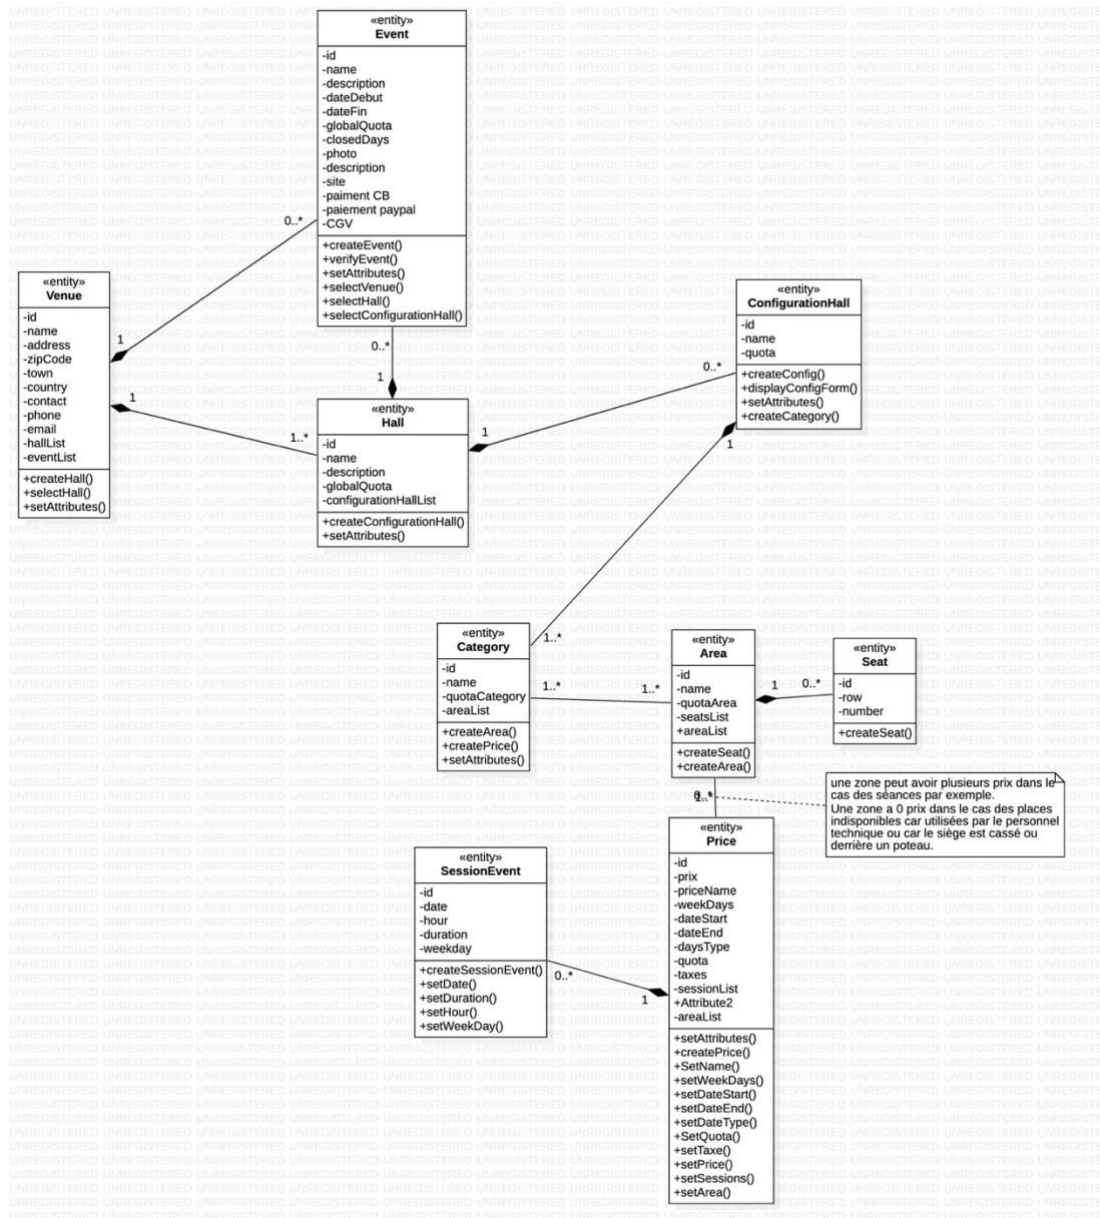 «entity»
Event
-id
-name
-description
-dateDebut
-dateFin
-globalQuota
-closedDays
-photo
-description
-site
-paiment CB
-paiement paypal
-CGV
+createEvent()
+verifyEvent()
+setAttributes()
+selectVenue()
+selectHall()
+selectConfigurationHall()
0..*
1
0..*
1
1
1..*
«entity»
Venue
-id
-name
-address
-zipCode
-town
-country
-contact
-phone
-email
-hallList
-eventList
+createHall()
+selectHall()
+setAttributes()
«entity»
Hall
-id
-name
-description
-globalQuota
-configurationHallList
+createConfigurationHall()
+setAttributes()
1
0..*
«entity»
ConfigurationHall
-id
-name
-quota
+createConfig()
+displayConfigForm()
+setAttributes()
+createCategory()
1
1..*
«entity»
Category
-id
-name
-quotaCategory
-areaList
+createArea()
+createPrice()
+setAttributes()
1..*
1..*
«entity»
Area
-id
-name
-quotaArea
-seatsList
+areaList
+createSeat()
+createArea()
1
0..*
«entity»
Seat
-id
-row
-number
+createSeat()
une zone peut avoir plusieurs prix dans le
cas des séances par exemple.
Une zone a 0 prix dans le cas des places
indisponibles car utilisées par le personnel
technique ou car le siège est cassé ou
derrière un poteau.
«entity»
SessionEvent
-id
-date
-hour
-duration
-weekday
+createSessionEvent()
+setDate()
+setDuration()
+setHour()
+setWeekDay()
0..*
1
«entity»
Price
-id
-prix
-priceName
-weekDays
-dateStart
-dateEnd
-daysType
-quota
-taxes
-sessionList
+Attribute2
-areaList
+setAttributes()
+createPrice()
+SetName()
+setWeekDays()
+setDateStart()
+setDateEnd()
+setDateType()
+SetQuota()
+setTaxe()
+setPrice()
+setSessions()
+setArea()